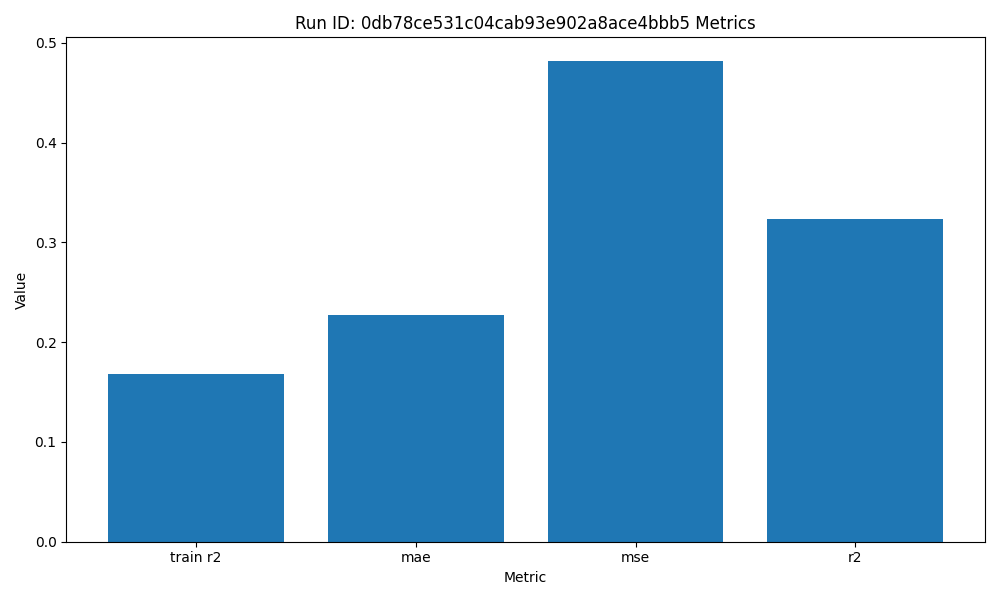 Run ID: 0db78ce531c04cab93e902a8ace4bbb5 Metrics
0.5
0.4
0.3
0.2
0.1
0.0
Value
train r2
mae
mse
r2
Metric